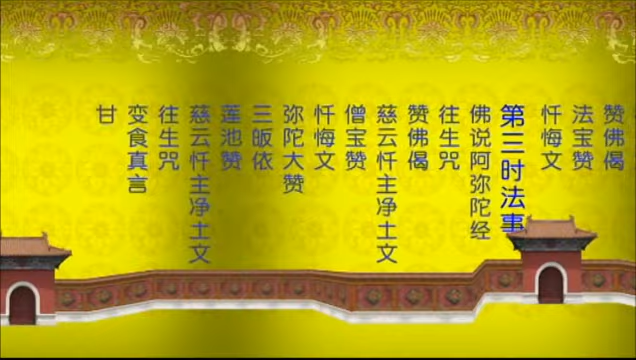 赞佛偈
法宝赞
忏悔文
第三时法事
佛说阿弥陀经
往生咒
赞佛偈
慈云忏主净土文
僧宝赞
忏悔文
弥陀大赞
三皈依
莲池赞
慈云忏主净土文
往生咒
变食真言
甘